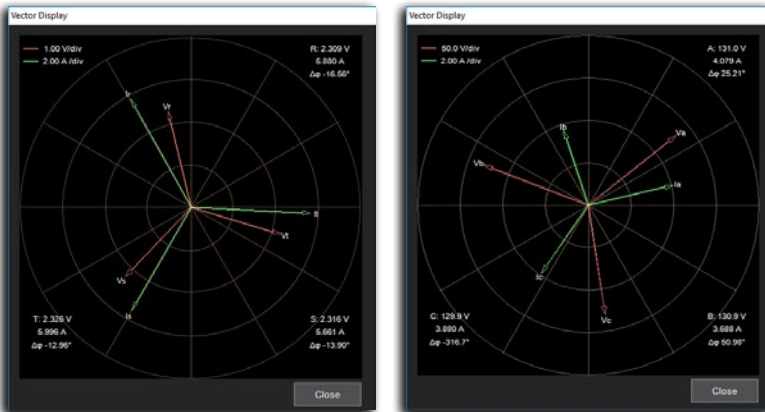 Vector Display
1.00 V/div
2.00 A /div
R: 2.309 V
5.880 A
Δφ -16.56°
Ir
Vr
It
Vt
Vs
Is
T: 2.326 V
5.996 A
Δφ -12.96°
S: 2.316 V
5.661 A
Δφ -13.90°
Close
Vector Display
50.0 V/div
2.00 A /div
A: 131.0 V
4.079 A
Δφ 25.21°
Ib
Va
Vb
Ia
Ic
Vc
C: 129.9 V
3.880 A
Δφ -316.7°
B: 130.9 V
3.688 A
Δφ 50.98°
Close